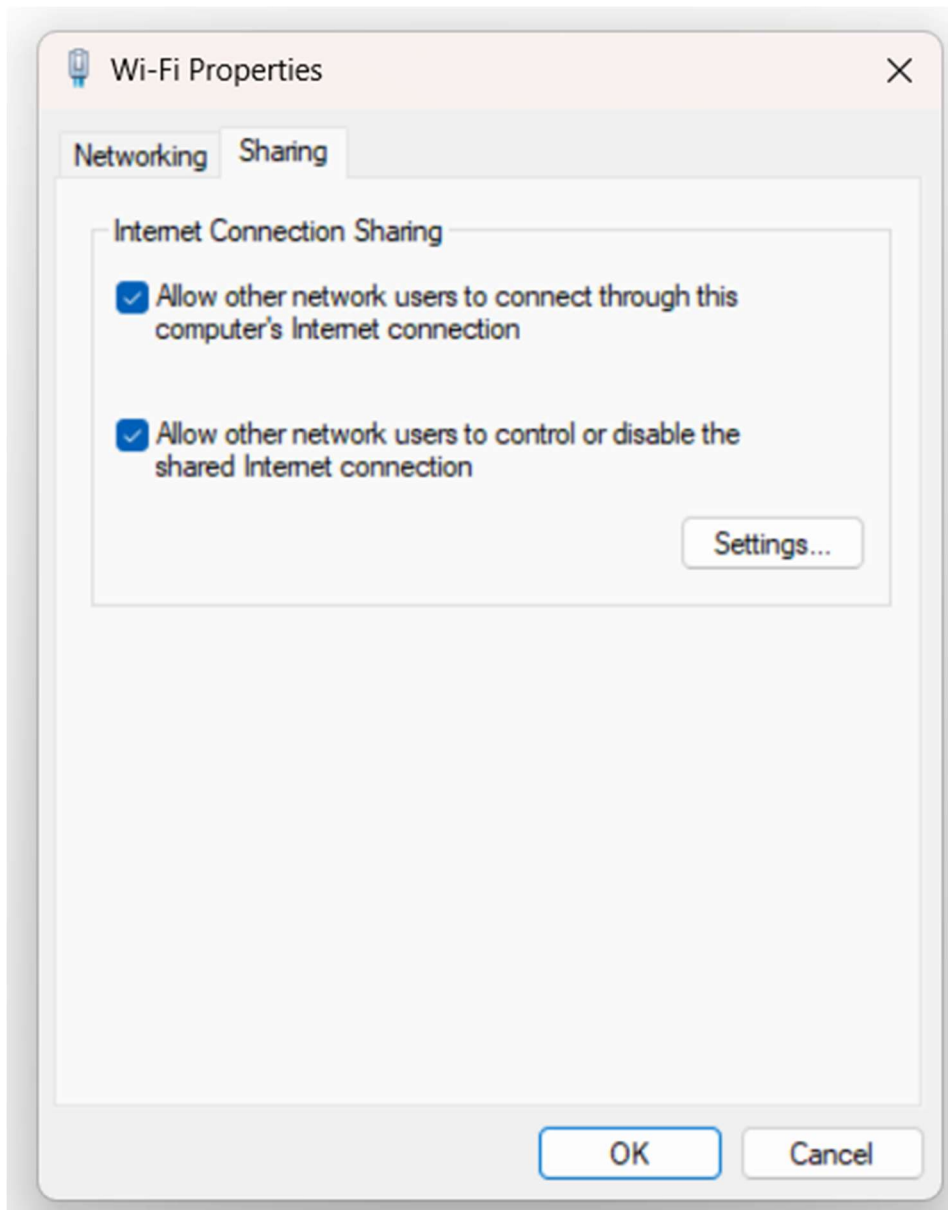 Wi-Fi Properties
Networking
Sharing
Internet Connection Sharing
Allow other network users to connect through this
computer's Internet connection
Allow other network users to control or disable the
shared Internet connection
Settings...
OK
Cancel